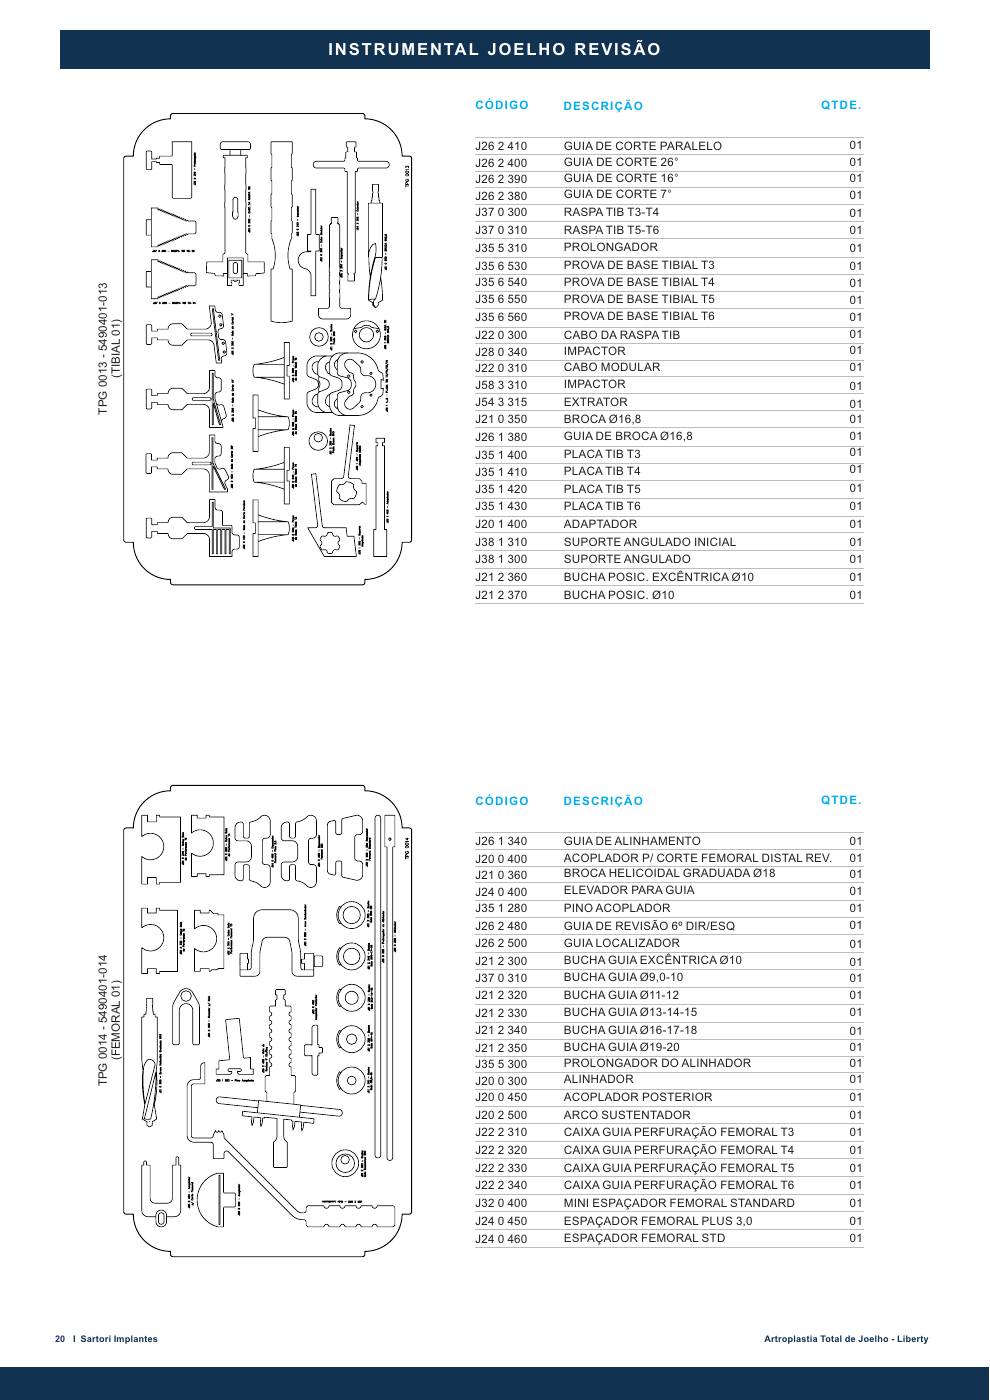 INSTRUMENTAL JOELHO REVISÃO
TPG 0013 - 5490401-013
(TIBIAL 01)
TPG 0013
CÓDIGO DESCRIÇÃO QTDE.
J26 2 410 GUIA DE CORTE PARALELO 01
J26 2 400 GUIA DE CORTE 26° 01
J26 2 390 GUIA DE CORTE 16° 01
J26 2 380 GUIA DE CORTE 7° 01
J37 0 300 RASPA TIB T3-T4 01
J37 0 310 RASPA TIB T5-T6 01
J35 5 310 PROLONGADOR 01
J35 6 530 PROVA DE BASE TIBIAL T3 01
J35 6 540 PROVA DE BASE TIBIAL T4 01
J35 6 550 PROVA DE BASE TIBIAL T5 01
J35 6 560 PROVA DE BASE TIBIAL T6 01
J22 0 300 CABO DA RASPA TIB 01
J28 0 340 IMPACTOR 01
J22 0 310 CABO MODULAR 01
J58 3 310 IMPACTOR 01
J54 3 315 EXTRATOR 01
J21 0 350 BROCA Ø16,8 01
J26 1 380 GUIA DE BROCA Ø16,8 01
J35 1 400 PLACA TIB T3 01
J35 1 410 PLACA TIB T4 01
J35 1 420 PLACA TIB T5 01
J35 1 430 PLACA TIB T6 01
J20 1 400 ADAPTADOR 01
J38 1 310 SUPORTE ANGULADO INICIAL 01
J38 1 300 SUPORTE ANGULADO 01
J21 2 360 BUCHA POSIC. EXCÊNTRICA Ø10 01
J21 2 370 BUCHA POSIC. Ø10 01
TPG 0014 - 5490401-014
(FEMORAL 01)
TPG 0014
CÓDIGO DESCRIÇÃO QTDE.
J26 1 340 GUIA DE ALINHAMENTO 01
J20 0 400 ACOPLADOR P/ CORTE FEMORAL DISTAL REV. 01
J21 0 360 BROCA HELICOIDAL GRADUADA Ø18 01
J24 0 400 ELEVADOR PARA GUIA 01
J35 1 280 PINO ACOPLADOR 01
J26 2 480 GUIA DE REVISÃO 6º DIR/ESQ 01
J26 2 500 GUIA LOCALIZADOR 01
J21 2 300 BUCHA GUIA EXCÊNTRICA Ø10 01
J37 0 310 BUCHA GUIA Ø9,0-10 01
J21 2 320 BUCHA GUIA Ø11-12 01
J21 2 330 BUCHA GUIA Ø13-14-15 01
J21 2 340 BUCHA GUIA Ø16-17-18 01
J21 2 350 BUCHA GUIA Ø19-20 01
J35 5 300 PROLONGADOR DO ALINHADOR 01
J20 0 300 ALINHADOR 01
J20 0 450 ACOPLADOR POSTERIOR 01
J20 2 500 ARCO SUSTENTADOR 01
J22 2 310 CAIXA GUIA PERFURAÇÃO FEMORAL T3 01
J22 2 320 CAIXA GUIA PERFURAÇÃO FEMORAL T4 01
J22 2 330 CAIXA GUIA PERFURAÇÃO FEMORAL T5 01
J22 2 340 CAIXA GUIA PERFURAÇÃO FEMORAL T6 01
J32 0 400 MINI ESPAÇADOR FEMORAL STANDARD 01
J24 0 450 ESPAÇADOR FEMORAL PLUS 3,0 01
J24 0 460 ESPAÇADOR FEMORAL STD 01
20 I Sartori Implantes
Artroplastia Total de Joelho - Liberty